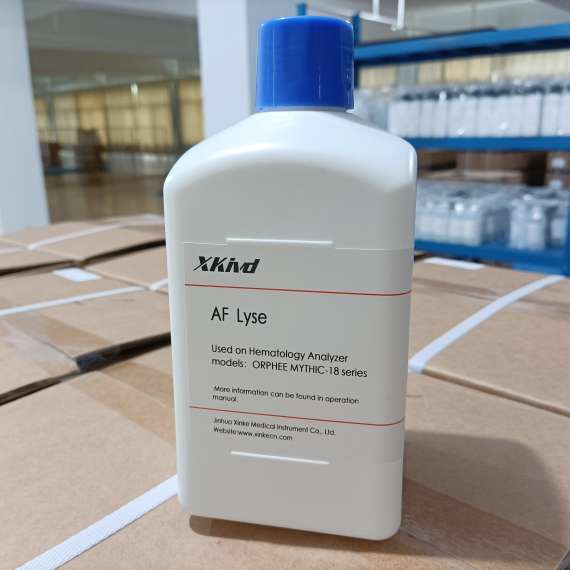 XKivd
AF Lyse
Used on Hematology Analyzer
models: ORPHEE MYTHIC-18 series
·More information can be found in operation
manual.
Jinhua Xinke Medical Instrument Co., Ltd.
Website:www.xinkecn.com